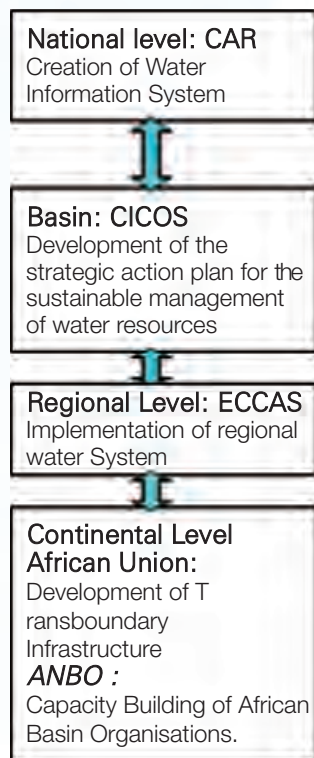 National level: CAR
Creation of Water
Information System
Basin: CICOS
Development of the
strategic action plan for the
sustainable management
of water resources
Regional Level: ECCAS
Implementation of regional
water System
Continental Level
African Union:
Development of T
ransboundary
Infrastructure
ANBO :
Capacity Building of African
Basin Organisations.